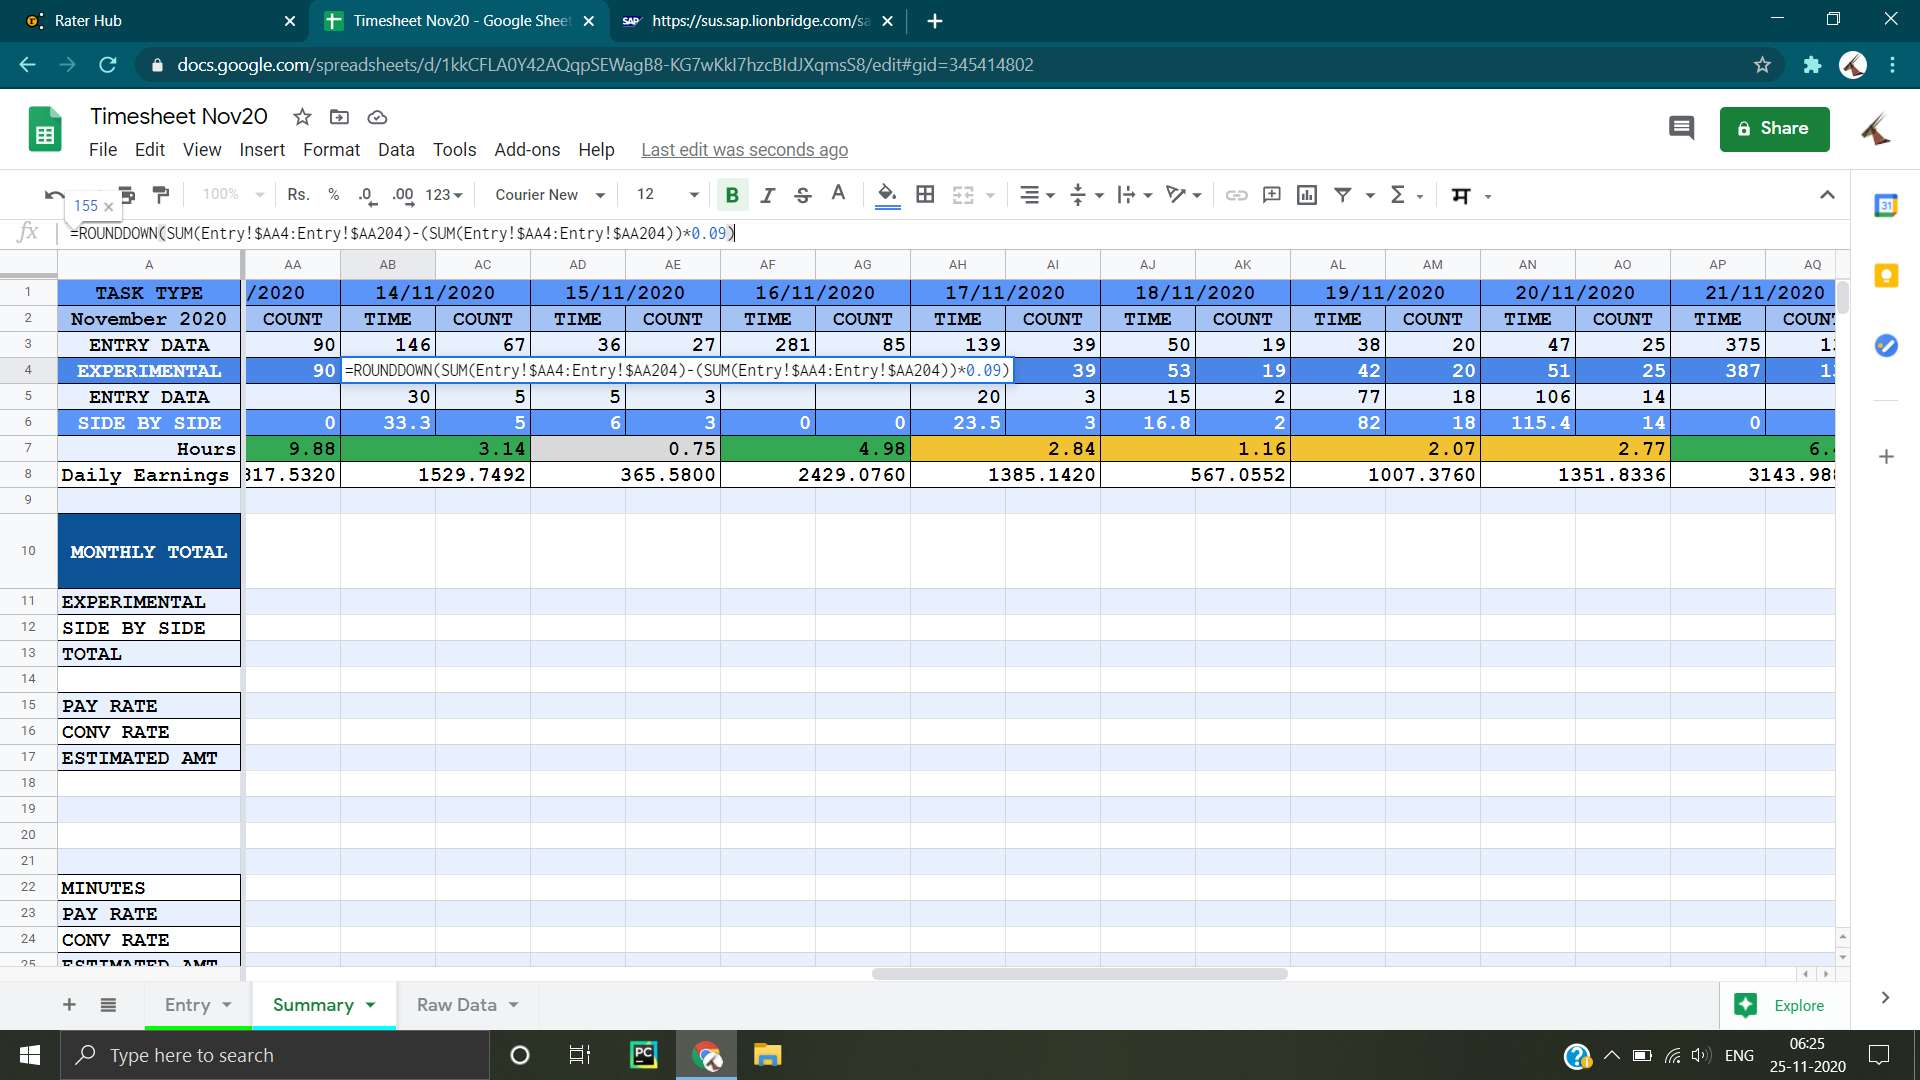 Rater Hub
Timesheet Nov20 - Google Sheet
SAP https://sus.sap.lionbridge.com/sa
docs.google.com/spreadsheets/d/1kkCFLA0Y42AQqpSEWagB8-KG7wKkI7hzcBIdJXqmsS8/edit#gid=345414802
Timesheet Nov20
File Edit View Insert Format Data Tools Add-ons Help Last edit was seconds ago
Share
100% Rs. % .0 .00 123 Courier New 12 B I S A Σ म
31
155 ×
fx =ROUNDDOWN(SUM(Entry!$AA4:Entry!$AA204)-(SUM(Entry!$AA4:Entry!$AA204))*0.09)
A AA AB AC AD AE AF AG AH AI AJ AK AL AM AN AO AP AQ
1 TASK TYPE /2020 14/11/2020 15/11/2020 16/11/2020 17/11/2020 18/11/2020 19/11/2020 20/11/2020 21/11/2020
2 November 2020 COUNT TIME COUNT TIME COUNT TIME COUNT TIME COUNT TIME COUNT TIME COUNT TIME COUNT TIME COUNT
3 ENTRY DATA 90 146 67 36 27 281 85 139 39 50 19 38 20 47 25 375
4 EXPERIMENTAL 90 =ROUNDDOWN(SUM(Entry!$AA4:Entry!$AA204)-(SUM(Entry!$AA4:Entry!$AA204))*0.09) 39 53 19 42 20 51 25 387
5 ENTRY DATA 30 5 5 3 20 3 15 2 77 18 106 14
6 SIDE BY SIDE 0 33.3 5 6 3 0 0 23.5 3 16.8 2 82 18 115.4 14 0
7 Hours 9.88 3.14 0.75 4.98 2.84 1.16 2.07 2.77 6.
8 Daily Earnings 317.5320 1529.7492 365.5800 2429.0760 1385.1420 567.0552 1007.3760 1351.8336 3143.98
9
10 MONTHLY TOTAL
11 EXPERIMENTAL
12 SIDE BY SIDE
13 TOTAL
14
15 PAY RATE
16 CONV RATE
17 ESTIMATED AMT
18
19
20
21
22 MINUTES
23 PAY RATE
24 CONV RATE
25 ESTIMATED AMT
Entry Summary Raw Data Explore
Type here to search
PC
ENG
06:25
25-11-2020